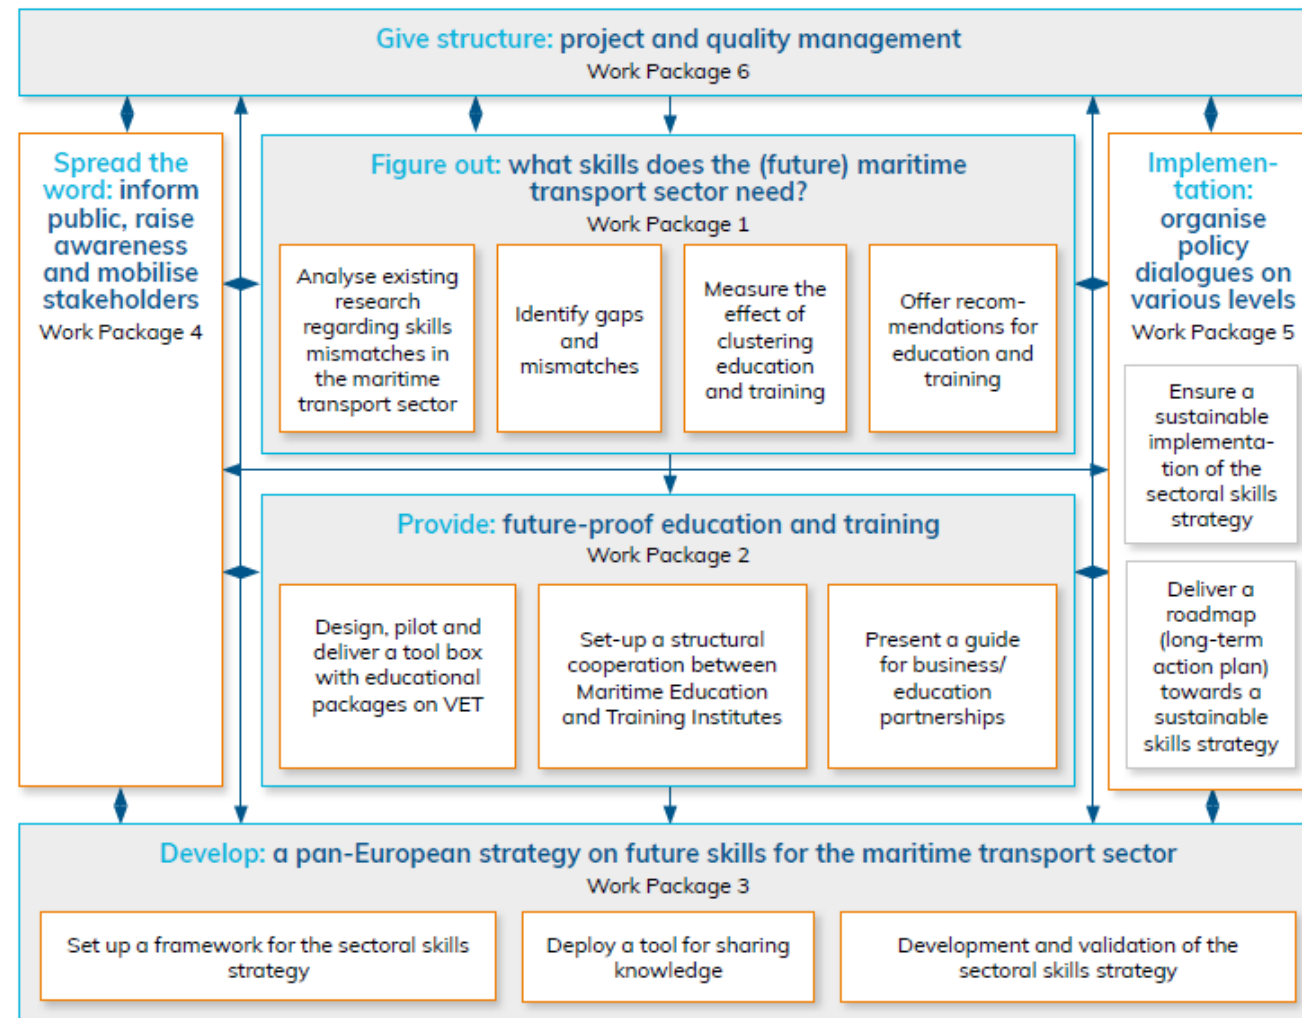 Give structure: project and quality management
Work Package 6
Spread the
word: inform
public, raise
awareness
and mobilise
stakeholders
Work Package 4
Figure out: what skills does the (future) maritime
transport sector need?
Work Package 1
Analyse existing
research
regarding skills
mismatches in
the maritime
transport sector
Identify gaps
and
mismatches
Measure the
effect of
clustering
education
and training
Offer recom-
mendations for
education and
training
Implemen-
tation:
organise
policy
dialogues on
various levels
Work Package 5
Ensure a
sustainable
implementa-
tion of the
sectoral skills
strategy
Deliver a
roadmap
(long-term
action plan)
towards a
sustainable
skills strategy
Provide: future-proof education and training
Work Package 2
Design, pilot and
deliver a tool box
with educational
packages on VET
Set-up a structural
cooperation between
Maritime Education
and Training Institutes
Present a guide
for business/
education
partnerships
Develop: a pan-European strategy on future skills for the maritime transport sector
Work Package 3
Set up a framework for the sectoral skills
strategy
Deploy a tool for sharing
knowledge
Development and validation of the
sectoral skills strategy